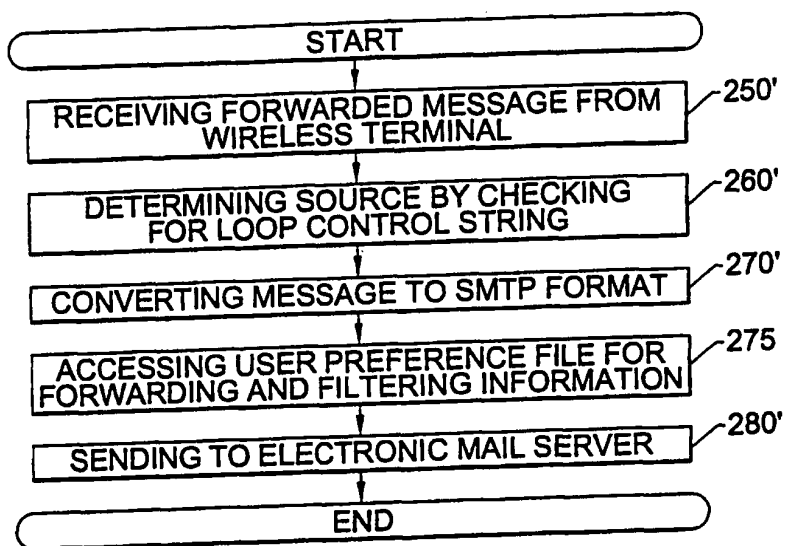 START
RECEIVING FORWARDED MESSAGE FROM
WIRELESS TERMINAL
250'
DETERMINING SOURCE BY CHECKING
FOR LOOP CONTROL STRING
260'
CONVERTING MESSAGE TO SMTP FORMAT
270'
ACCESSING USER PREFERENCE FILE FOR
FORWARDING AND FILTERING INFORMATION
275
SENDING TO ELECTRONIC MAIL SERVER
280'
END